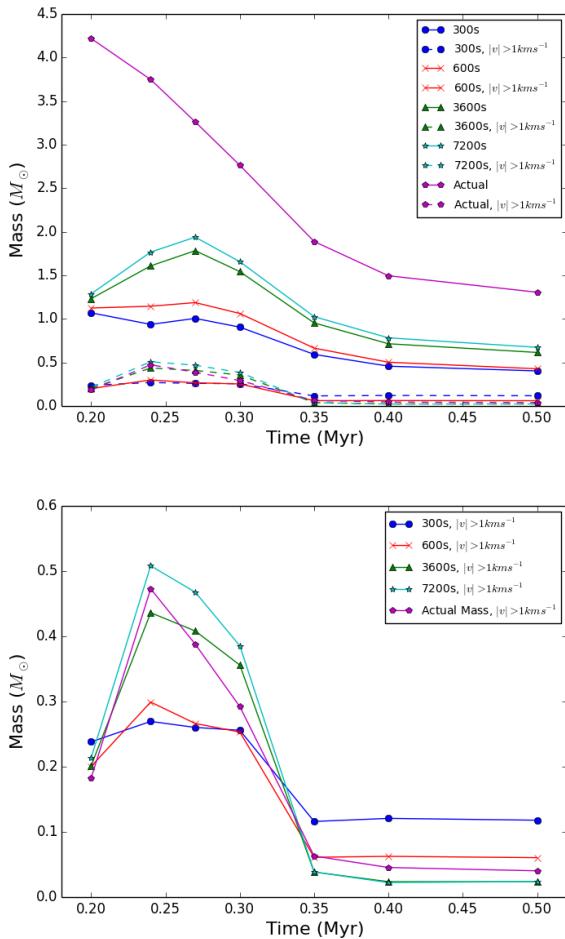 4.5
4.0
3.5
3.0
2.5
2.0
1.5
1.0
0.5
0.0
Mass (M⊙)
300s
300s, |v|>1kms⁻¹
600s
600s, |v|>1kms⁻¹
3600s
3600s, |v|>1kms⁻¹
7200s
7200s, |v|>1kms⁻¹
Actual
Actual, |v|>1kms⁻¹
0.20 0.25 0.30 0.35 0.40 0.45 0.50
Time (Myr)
0.6
0.5
0.4
0.3
0.2
0.1
0.0
Mass (M⊙)
300s, |v|>1kms⁻¹
600s, |v|>1kms⁻¹
3600s, |v|>1kms⁻¹
7200s, |v|>1kms⁻¹
Actual Mass, |v|>1kms⁻¹
0.20 0.25 0.30 0.35 0.40 0.45 0.50
Time (Myr)